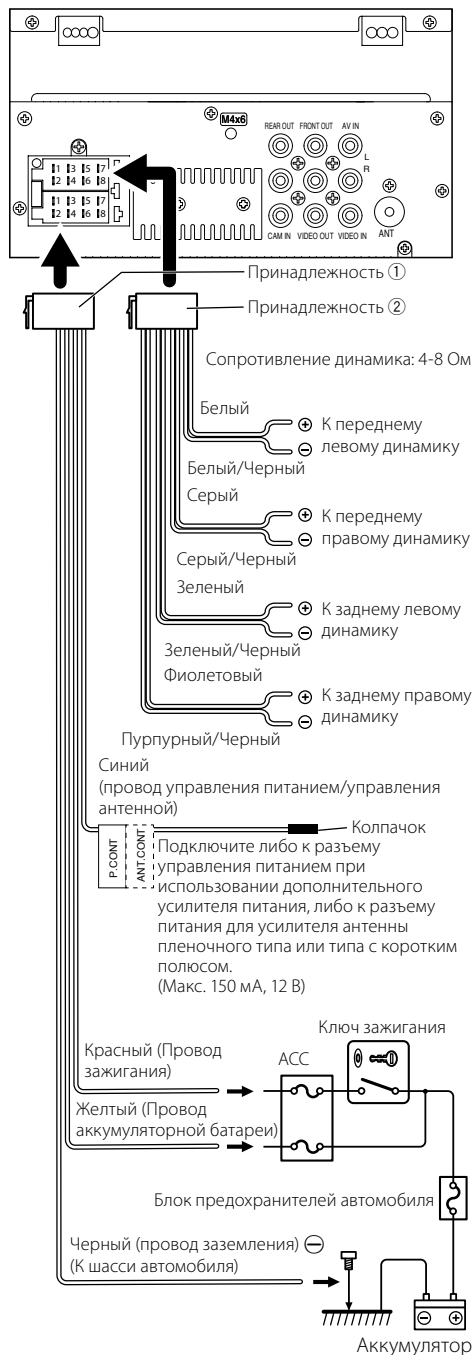 M4x6
REAR OUT FRONT OUT AV IN
L
R
1 3 5 7
2 4 6 8
1 3 5 7
2 4 6 8
CAM IN VIDEO OUT VIDEO IN
ANT
Принадлежность ①
Принадлежность ②
Сопротивление динамика: 4-8 Ом
Белый
⊕ К переднему
⊖ левому динамику
Белый/Черный
Серый
⊕ К переднему
⊖ правому динамику
Серый/Черный
Зеленый
⊕ К заднему левому
⊖ динамику
Зеленый/Черный
Фиолетовый
⊕ К заднему правому
⊖ динамику
Пурпурный/Черный
Синий
(провод управления питанием/управления
антенной)
P.CONT
ANT.CONT
Колпачок
Подключите либо к разъему
управления питанием при
использовании дополнительного
усилителя питания, либо к разъему
питания для усилителя антенны
пленочного типа или типа с коротким
полюсом.
(Макс. 150 мА, 12 В)
Ключ зажигания
Красный (Провод
зажигания)
ACC
Желтый (Провод
аккумуляторной батареи)
Блок предохранителей автомобиля
Черный (провод заземления) ⊖
(К шасси автомобиля)
⊖ ⊕
Аккумулятор